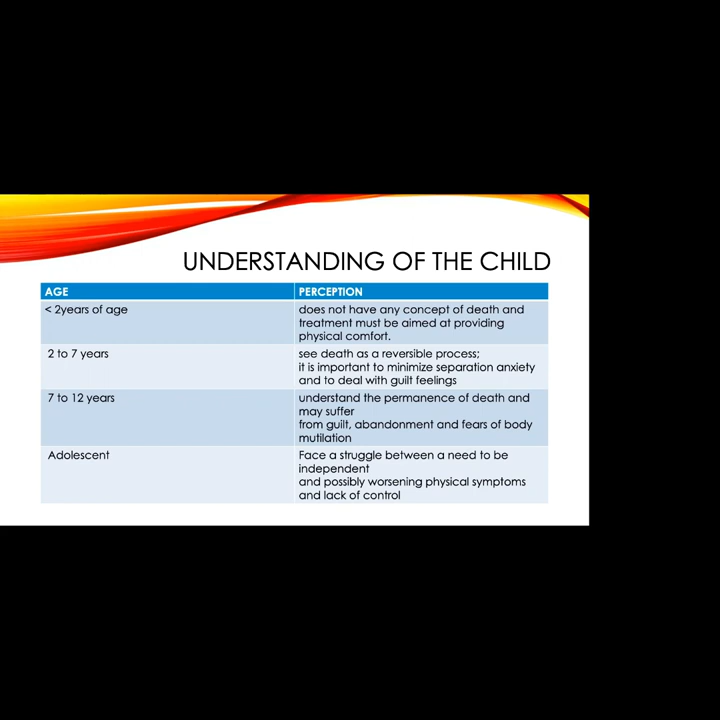 UNDERSTANDING OF THE CHILD
AGE
PERCEPTION
< 2years of age
does not have any concept of death and
treatment must be aimed at providing
physical comfort.
2 to 7 years
see death as a reversible process;
it is important to minimize separation anxiety
and to deal with guilt feelings
7 to 12 years
understand the permanence of death and
may suffer
from guilt, abandonment and fears of body
mutilation
Adolescent
Face a struggle between a need to be
independent
and possibly worsening physical symptoms
and lack of control